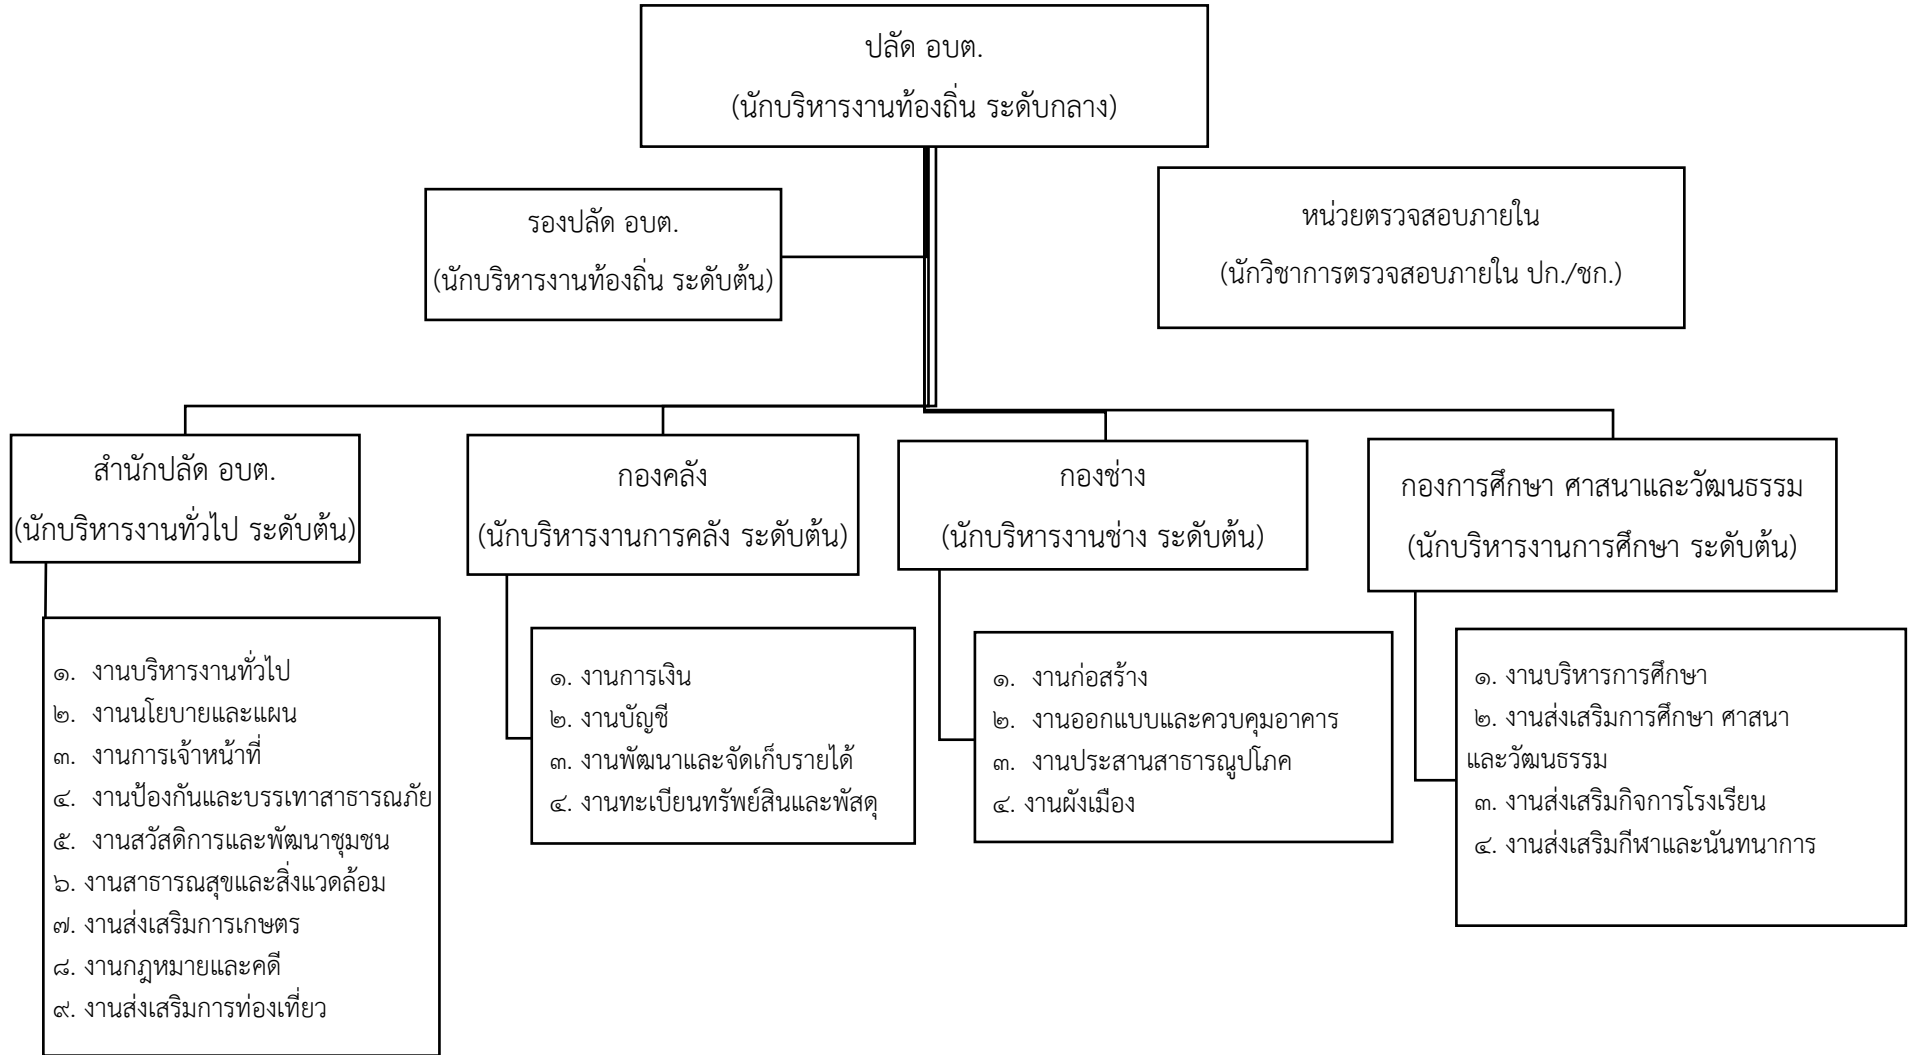 ปลัด อบต.
(นักบริหารงานท้องถิ่น ระดับกลาง)
รองปลัด อบต.
(นักบริหารงานท้องถิ่น ระดับต้น)
หน่วยตรวจสอบภายใน
(นักวิชาการตรวจสอบภายใน ปก./ชก.)
สำนักปลัด อบต.
(นักบริหารงานทั่วไป ระดับต้น)
กองคลัง
(นักบริหารงานการคลัง ระดับต้น)
กองช่าง
(นักบริหารงานช่าง ระดับต้น)
กองการศึกษา ศาสนาและวัฒนธรรม
(นักบริหารงานการศึกษา ระดับต้น)
๑. งานบริหารงานทั่วไป
๒. งานนโยบายและแผน
๓. งานการเจ้าหน้าที่
๔. งานป้องกันและบรรเทาสาธารณภัย
๕. งานสวัสดิการและพัฒนาชุมชน
๖. งานสาธารณสุขและสิ่งแวดล้อม
๗. งานส่งเสริมการเกษตร
๘. งานกฎหมายและคดี
๙. งานส่งเสริมการท่องเที่ยว
๑. งานการเงิน
๒. งานบัญชี
๓. งานพัฒนาและจัดเก็บรายได้
๔. งานทะเบียนทรัพย์สินและพัสดุ
๑. งานก่อสร้าง
๒. งานออกแบบและควบคุมอาคาร
๓. งานประสานสาธารณูปโภค
๔. งานผังเมือง
๑. งานบริหารการศึกษา
๒. งานส่งเสริมการศึกษา ศาสนา
และวัฒนธรรม
๓. งานส่งเสริมกิจการโรงเรียน
๔. งานส่งเสริมกีฬาและนันทนาการ